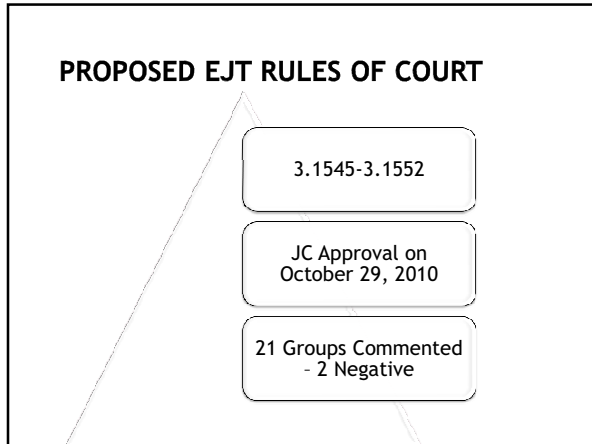 PROPOSED EJT RULES OF COURT
3.1545-3.1552
JC Approval on
October 29, 2010
21 Groups Commented
– 2 Negative